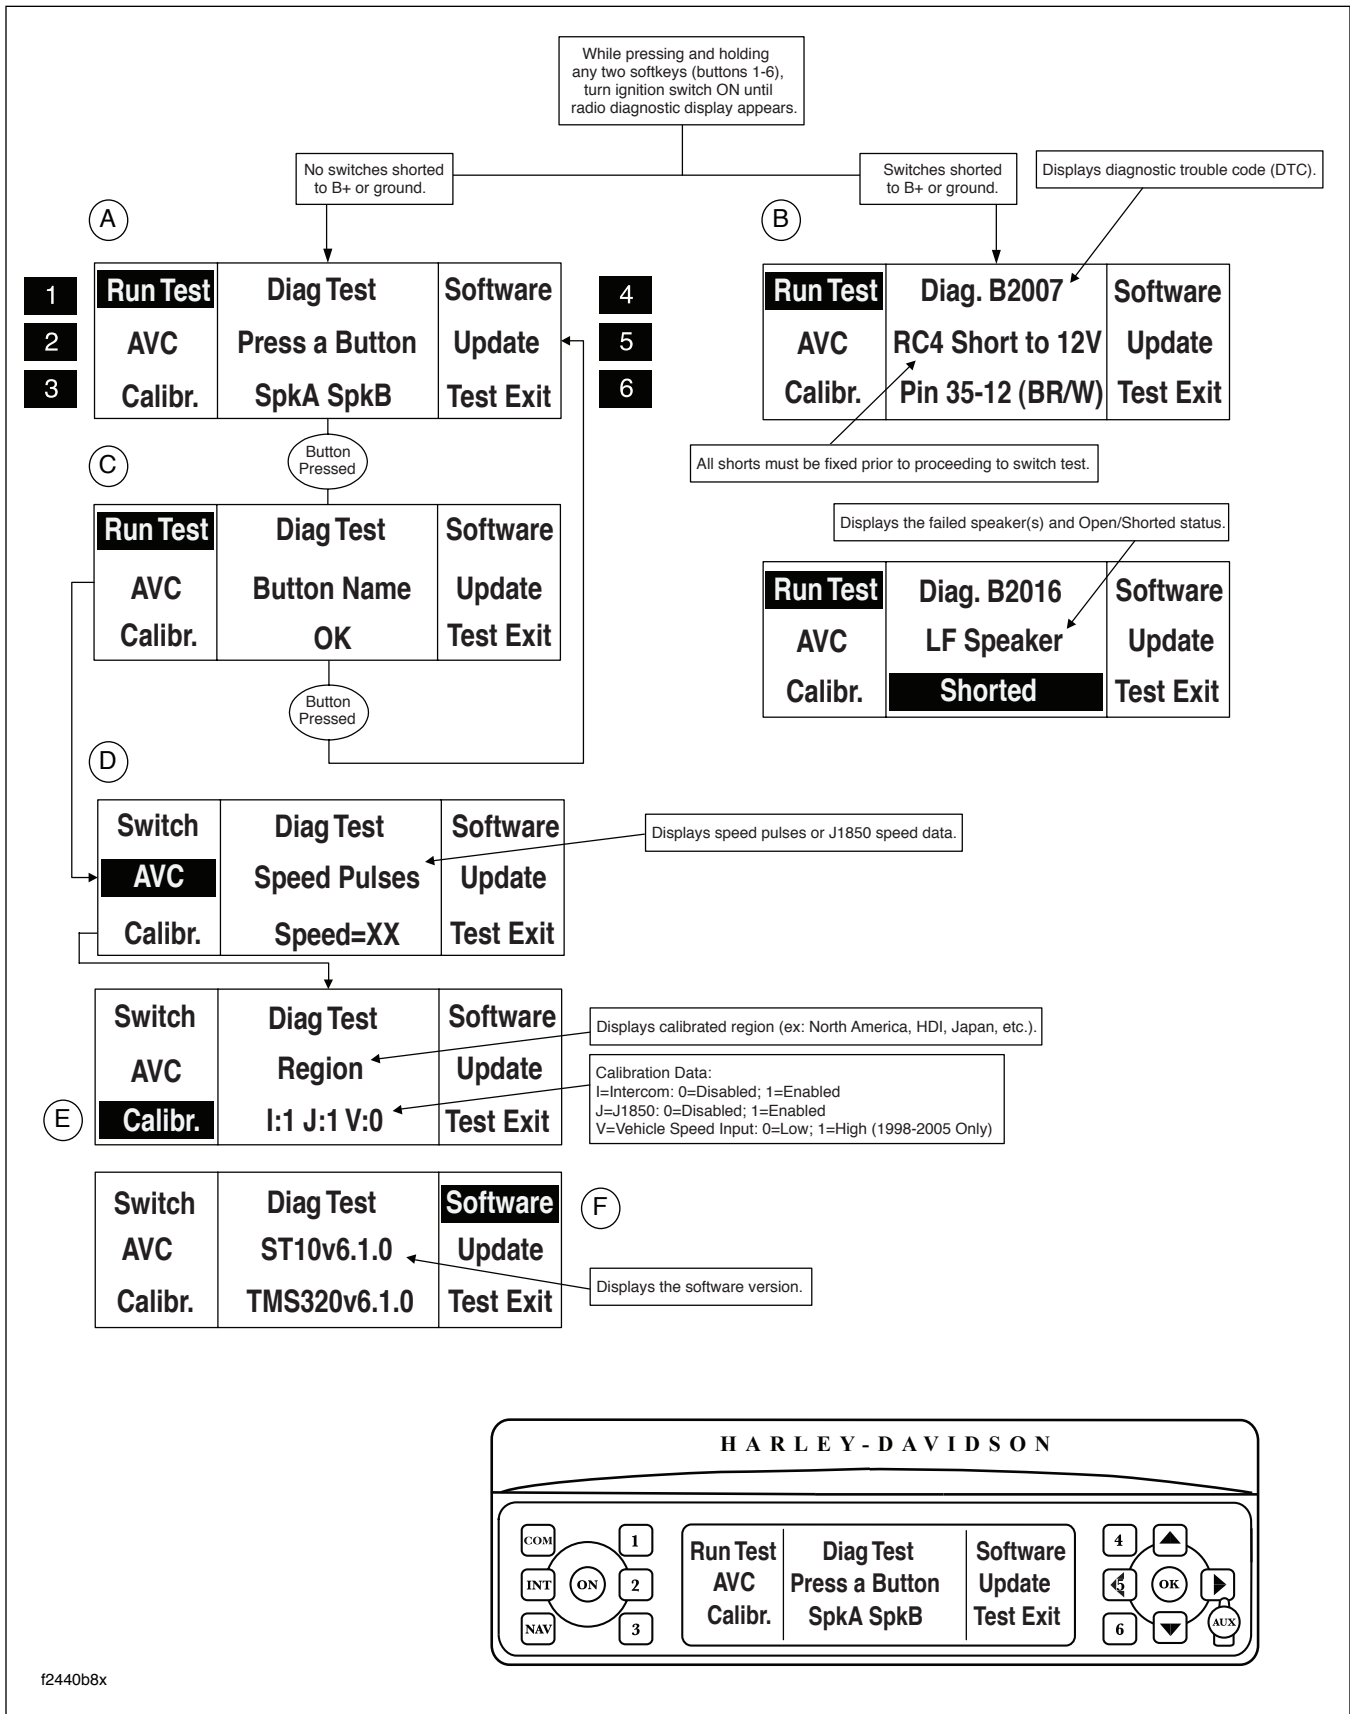 While pressing and holding
any two softkeys (buttons 1-6),
turn ignition switch ON until
radio diagnostic display appears.
No switches shorted
to B+ or ground.
Switches shorted
to B+ or ground.
Displays diagnostic trouble code (DTC).
A
B
1
2
3
Run Test
AVC
Calibr.
Diag Test
Press a Button
SpkA SpkB
Software
Update
Test Exit
4
5
6
Run Test
AVC
Calibr.
Diag. B2007
RC4 Short to 12V
Pin 35-12 (BR/W)
Software
Update
Test Exit
Button
Pressed
All shorts must be fixed prior to proceeding to switch test.
C
Run Test
AVC
Calibr.
Diag Test
Button Name
OK
Software
Update
Test Exit
Displays the failed speaker(s) and Open/Shorted status.
Run Test
AVC
Calibr.
Diag. B2016
LF Speaker
Shorted
Software
Update
Test Exit
Button
Pressed
D
Switch
AVC
Calibr.
Diag Test
Speed Pulses
Speed=XX
Software
Update
Test Exit
Displays speed pulses or J1850 speed data.
E
Switch
AVC
Calibr.
Diag Test
Region
I:1 J:1 V:0
Software
Update
Test Exit
Displays calibrated region (ex: North America, HDI, Japan, etc.).
Calibration Data:
I=Intercom: 0=Disabled; 1=Enabled
J=J1850: 0=Disabled; 1=Enabled
V=Vehicle Speed Input: 0=Low; 1=High (1998-2005 Only)
Switch
AVC
Calibr.
Diag Test
ST10v6.1.0
TMS320v6.1.0
Software
Update
Test Exit
F
Displays the software version.
HARLEY-DAVIDSON
COM
INT
NAV
ON
1
2
3
Run Test
AVC
Calibr.
Diag Test
Press a Button
SpkA SpkB
Software
Update
Test Exit
4
5
6
OK
AUX
f2440b8x